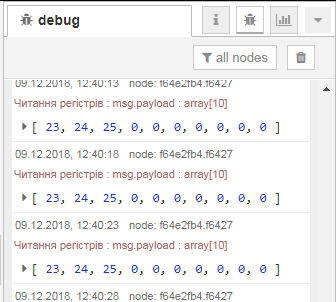 debug
i
all nodes
09.12.2018, 12:40:13 node: f64e2fb4.f6427
Читання регістрів : msg.payload : array[10]
[ 23, 24, 25, 0, 0, 0, 0, 0, 0, 0 ]
09.12.2018, 12:40:18 node: f64e2fb4.f6427
Читання регістрів : msg.payload : array[10]
[ 23, 24, 25, 0, 0, 0, 0, 0, 0, 0 ]
09.12.2018, 12:40:23 node: f64e2fb4.f6427
Читання регістрів : msg.payload : array[10]
[ 23, 24, 25, 0, 0, 0, 0, 0, 0, 0 ]
09.12.2018, 12:40:28 node: f64e2fb4.f6427